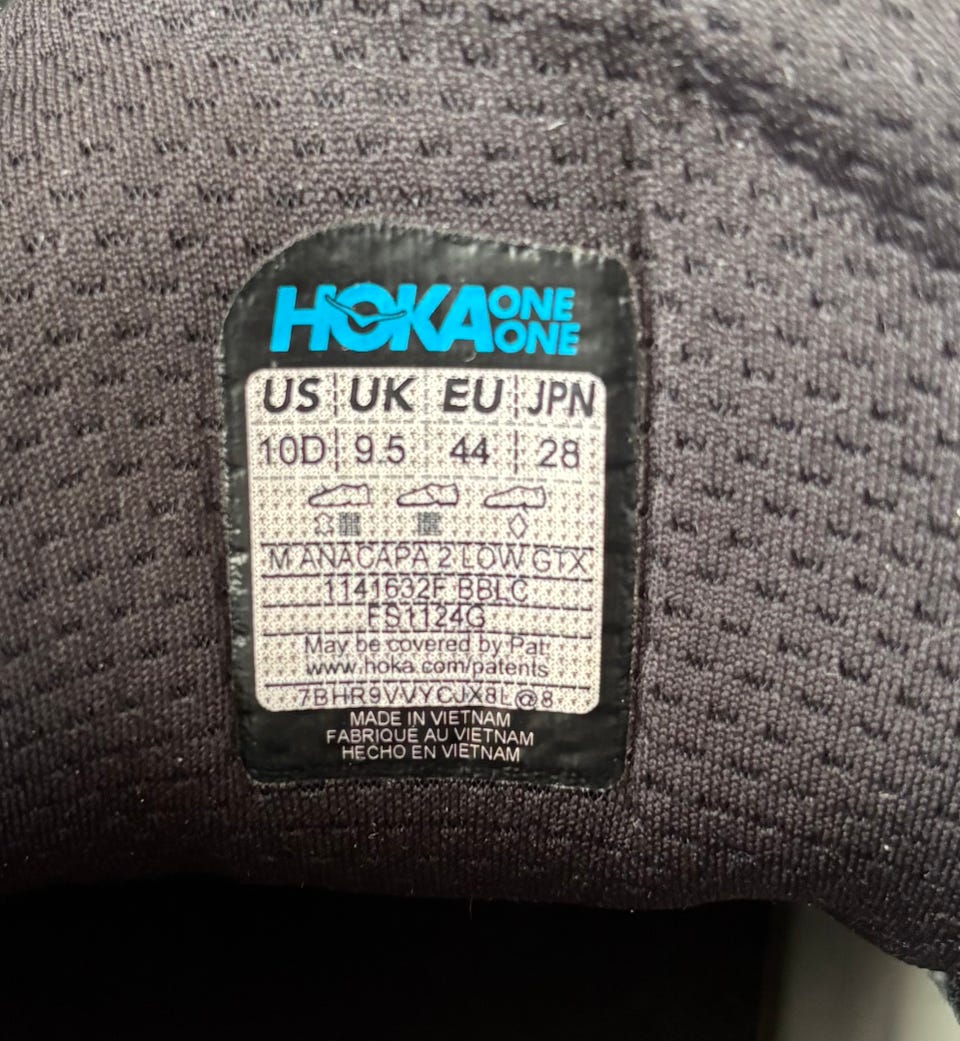 HOKA ONE ONE
US UK EU JPN
10D 9.5 44 28
M ANACAPA 2 LOW GTX
1141632F BBLC
FS1124G
May be covered by Pat:
www.hoka.com/patents
7BHR9VVYCJX8L@8
MADE IN VIETNAM
FABRIQUÉ AU VIETNAM
HECHO EN VIETNAM